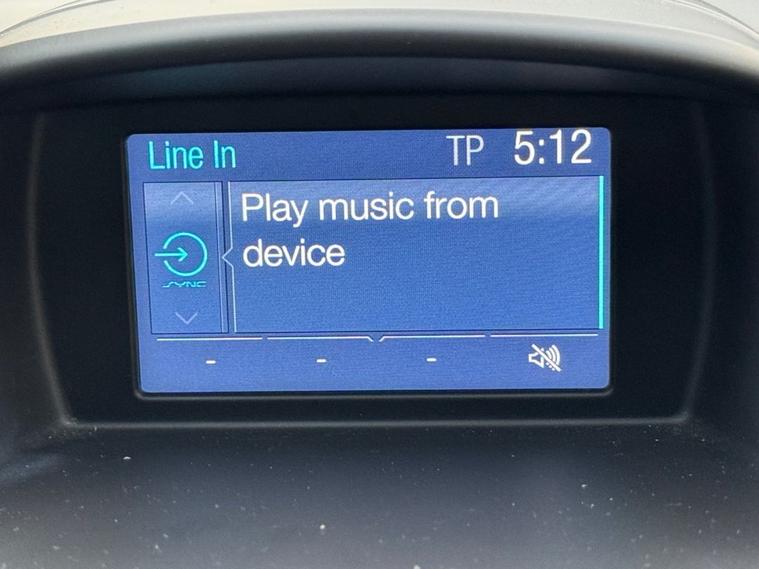 Line In TP 5:12
Play music from
device
SYNC
- - -